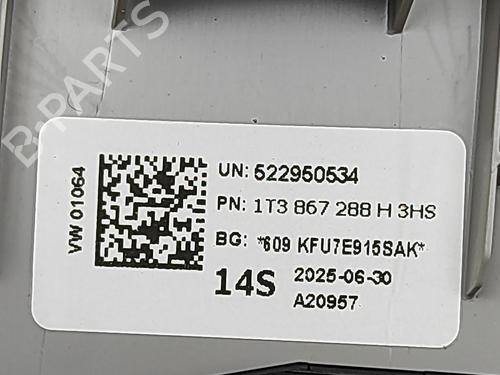 B-PARTS
VW 01064
UN: 522950534
PN: 1T3 867 288 H 3HS
BG: *609 KFU7E915SAK*
14S
2025-06-30
A20957